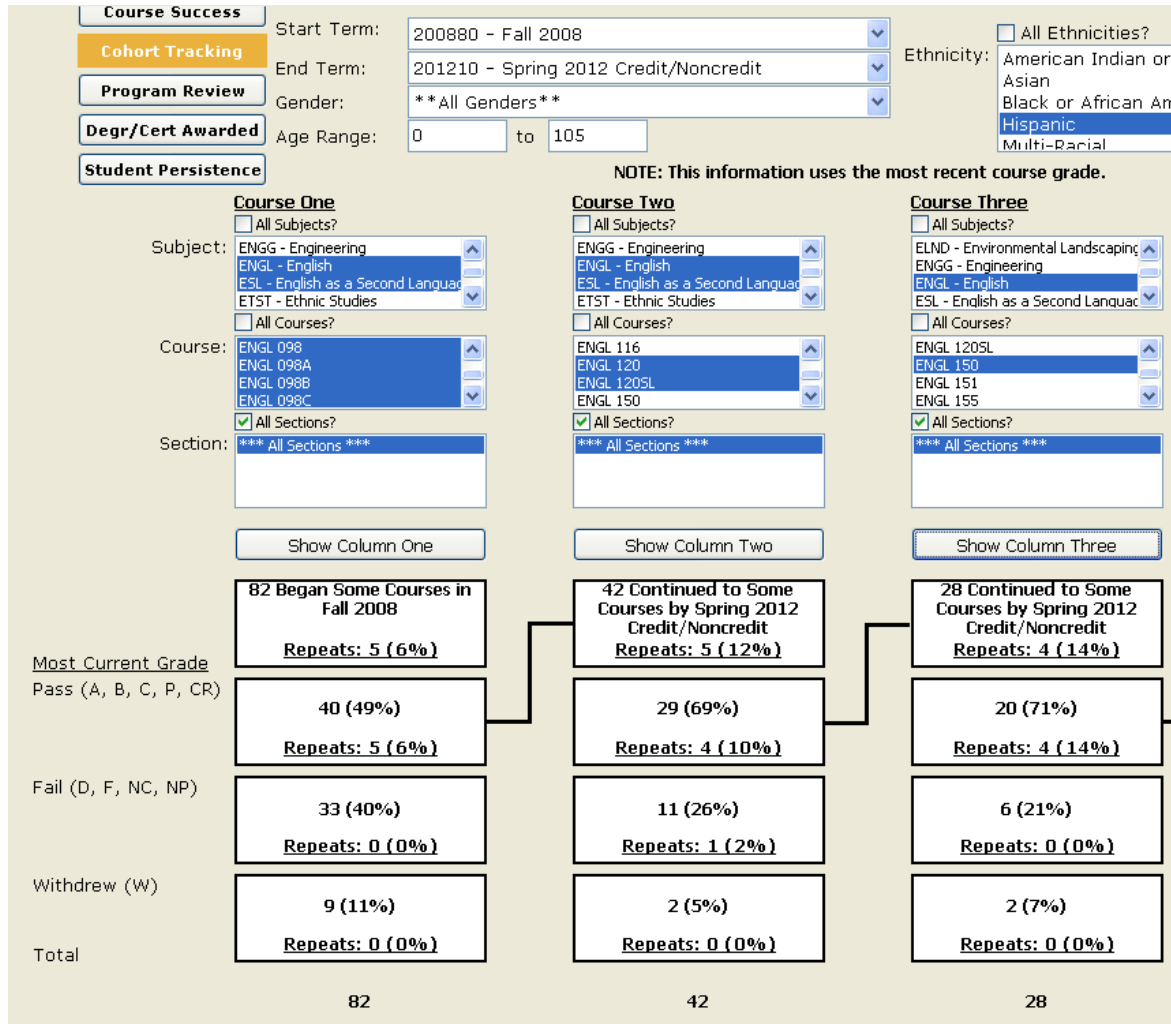 Course Success
Cohort Tracking
Program Review
Degr/Cert Awarded
Student Persistence
Start Term: 200880 - Fall 2008
End Term: 201210 - Spring 2012 Credit/Noncredit
Gender: **All Genders**
Age Range: 0 to 105
Ethnicity:
All Ethnicities?
American Indian or
Asian
Black or African Am
Hispanic
Multi-Racial
NOTE: This information uses the most recent course grade.
Course One Course Two Course Three
All Subjects? All Subjects? All Subjects?
Subject: ENGG - Engineering ENGG - Engineering ELND - Environmental Landscaping
ENGL - English ENGL - English ENGG - Engineering
ESL - English as a Second Languag ESL - English as a Second Languag ENGL - English
ETST - Ethnic Studies ETST - Ethnic Studies ESL - English as a Second Languac
All Courses? All Courses? All Courses?
Course: ENGL 098 ENGL 116 ENGL 120SL
ENGL 098A ENGL 120 ENGL 150
ENGL 098B ENGL 120SL ENGL 151
ENGL 098C ENGL 150 ENGL 155
All Sections? All Sections? All Sections?
Section: *** All Sections *** *** All Sections *** *** All Sections ***
Show Column One Show Column Two Show Column Three
82 Began Some Courses in 42 Continued to Some 28 Continued to Some
Fall 2008 Courses by Spring 2012 Courses by Spring 2012
Credit/Noncredit Credit/Noncredit
Repeats: 5 (6%) Repeats: 5 (12%) Repeats: 4 (14%)
Most Current Grade
Pass (A, B, C, P, CR)
40 (49%) 29 (69%) 20 (71%)
Repeats: 5 (6%) Repeats: 4 (10%) Repeats: 4 (14%)
Fail (D, F, NC, NP)
33 (40%) 11 (26%) 6 (21%)
Repeats: 0 (0%) Repeats: 1 (2%) Repeats: 0 (0%)
Withdrew (W)
9 (11%) 2 (5%) 2 (7%)
Repeats: 0 (0%) Repeats: 0 (0%) Repeats: 0 (0%)
Total
82 42 28